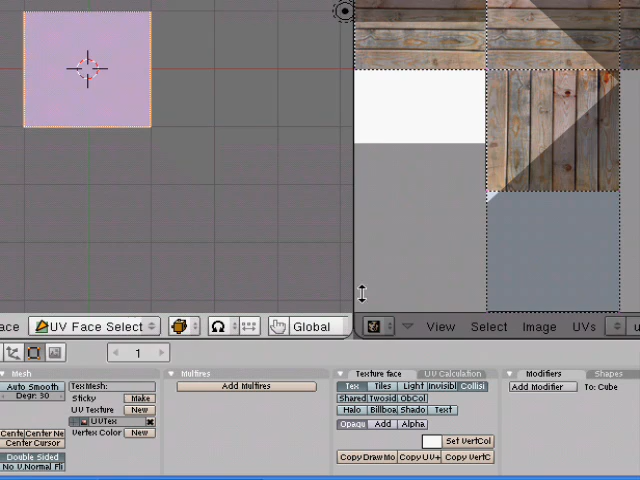 ace UV Face Select Global View Select Image UVs u
1
Mesh Multires Texture face UV Calculation Modifiers Shapes
Auto Smooth TexMesh: Add Multires Tex Tiles Light Invisibl Collisi Add Modifier To: Cube
Degr: 30 Sticky Make Shared Twosid ObCol
UV Texture New Halo Billboa Shado Text
UVTex Opaqu Add Alpha
Cente Center Ne Vertex Color New
Center Cursor Set VertCol
Double Sided Copy DrawMo Copy UV+ Copy VertC
No V.Normal Fli